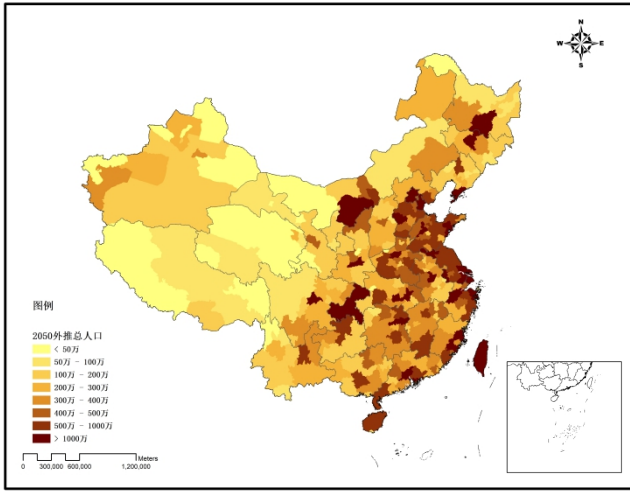 N
W E
S
图例
2050外推总人口
< 50万
50万 - 100万
100万 - 200万
200万 - 300万
300万 - 400万
400万 - 500万
500万 - 1000万
> 1000万
Meters
0 300,000 600,000 1,200,000